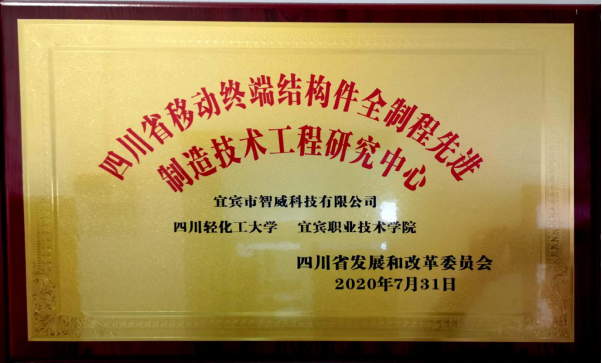 四川省移动终端结构件全制程先进
制造技术工程研究中心
宜宾市智威科技有限公司
四川轻化工大学 宜宾职业技术学院
四川省发展和改革委员会
2020年7月31日